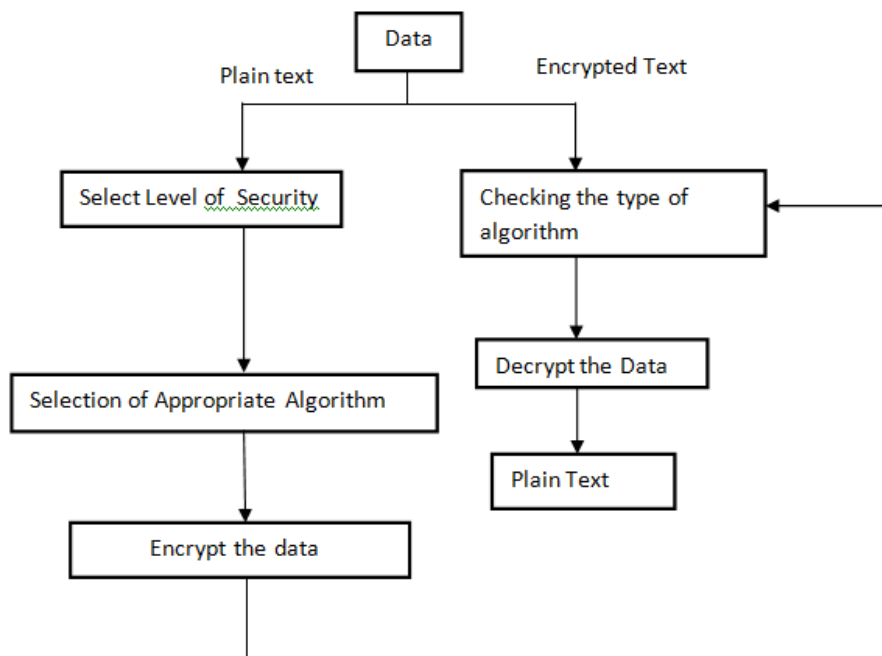 Data
Plain text
Encrypted Text
Select Level of Security
Checking the type of
algorithm
Decrypt the Data
Selection of Appropriate Algorithm
Plain Text
Encrypt the data